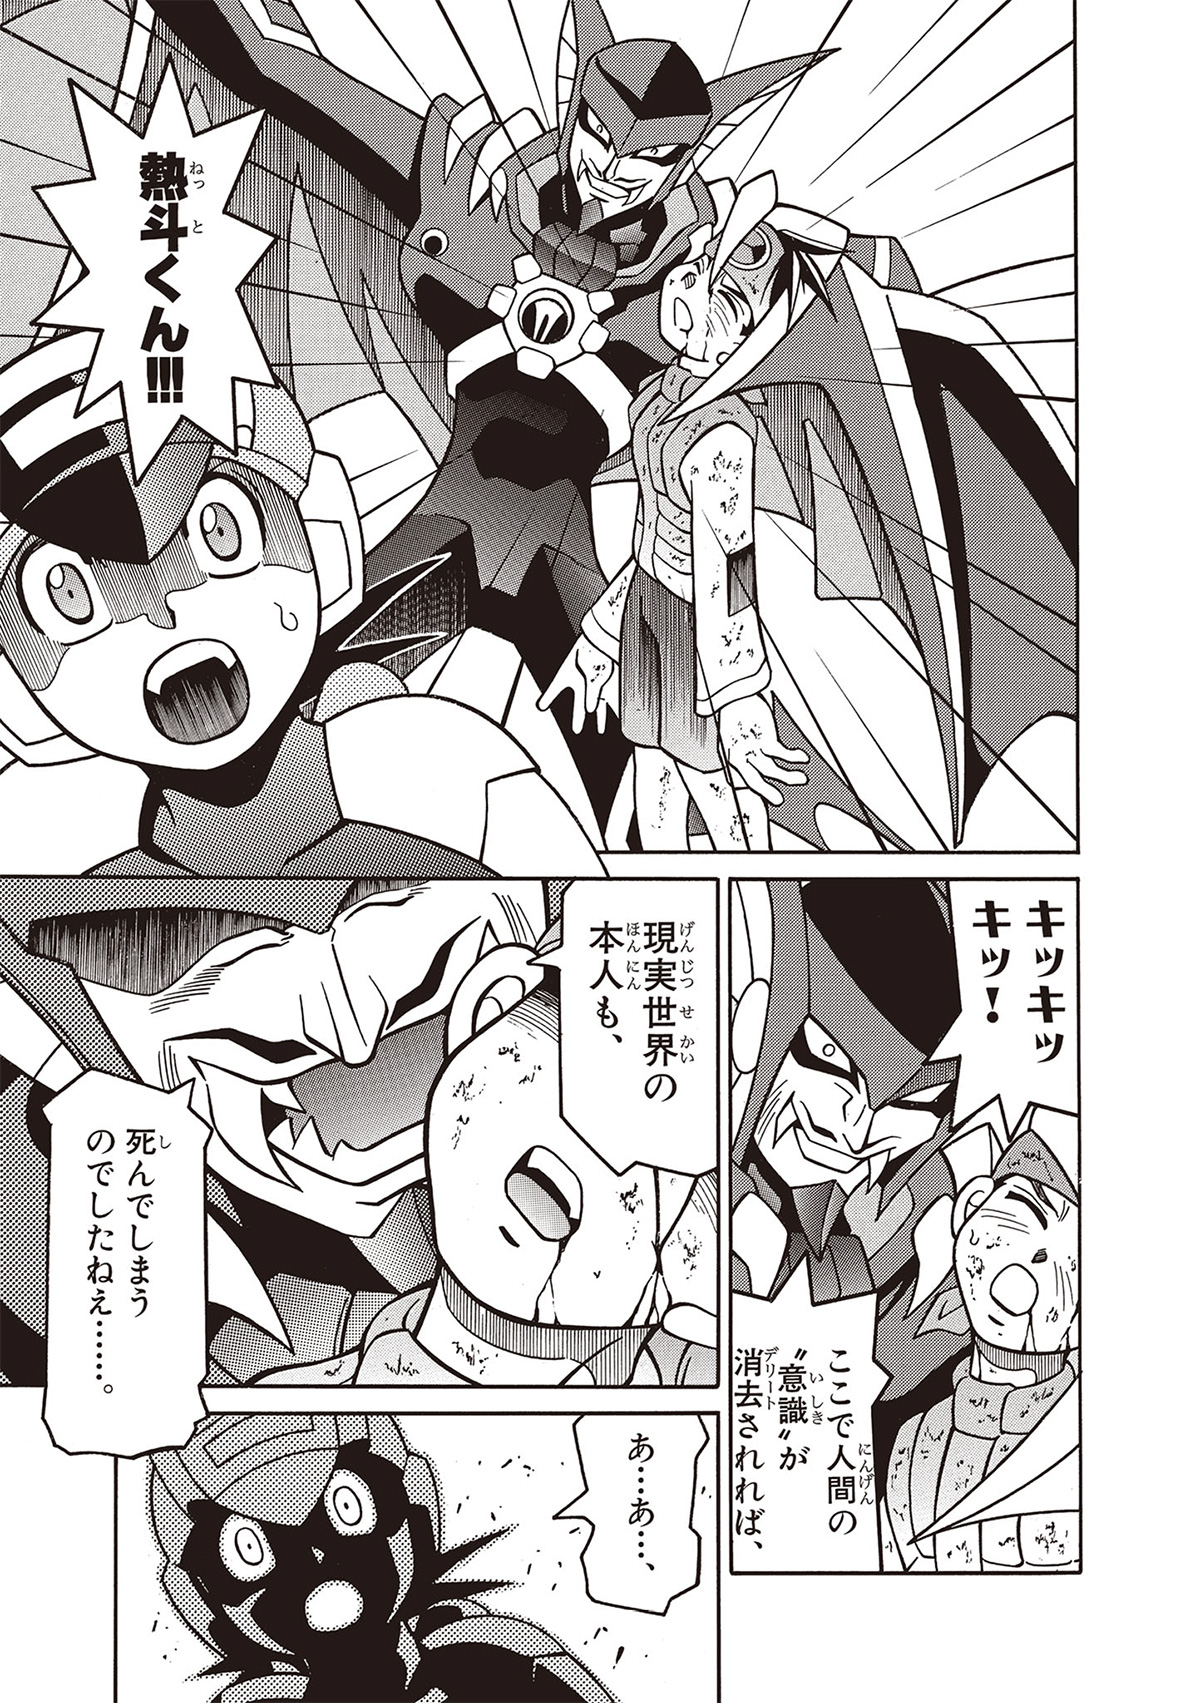 熱斗くん!!!
キッキッ
キッ!
ここで人間の
"意識"が
消去されれば、
現実世界の
本人も、
死んでしまう
のでしたねぇ……。
あ……あ……、